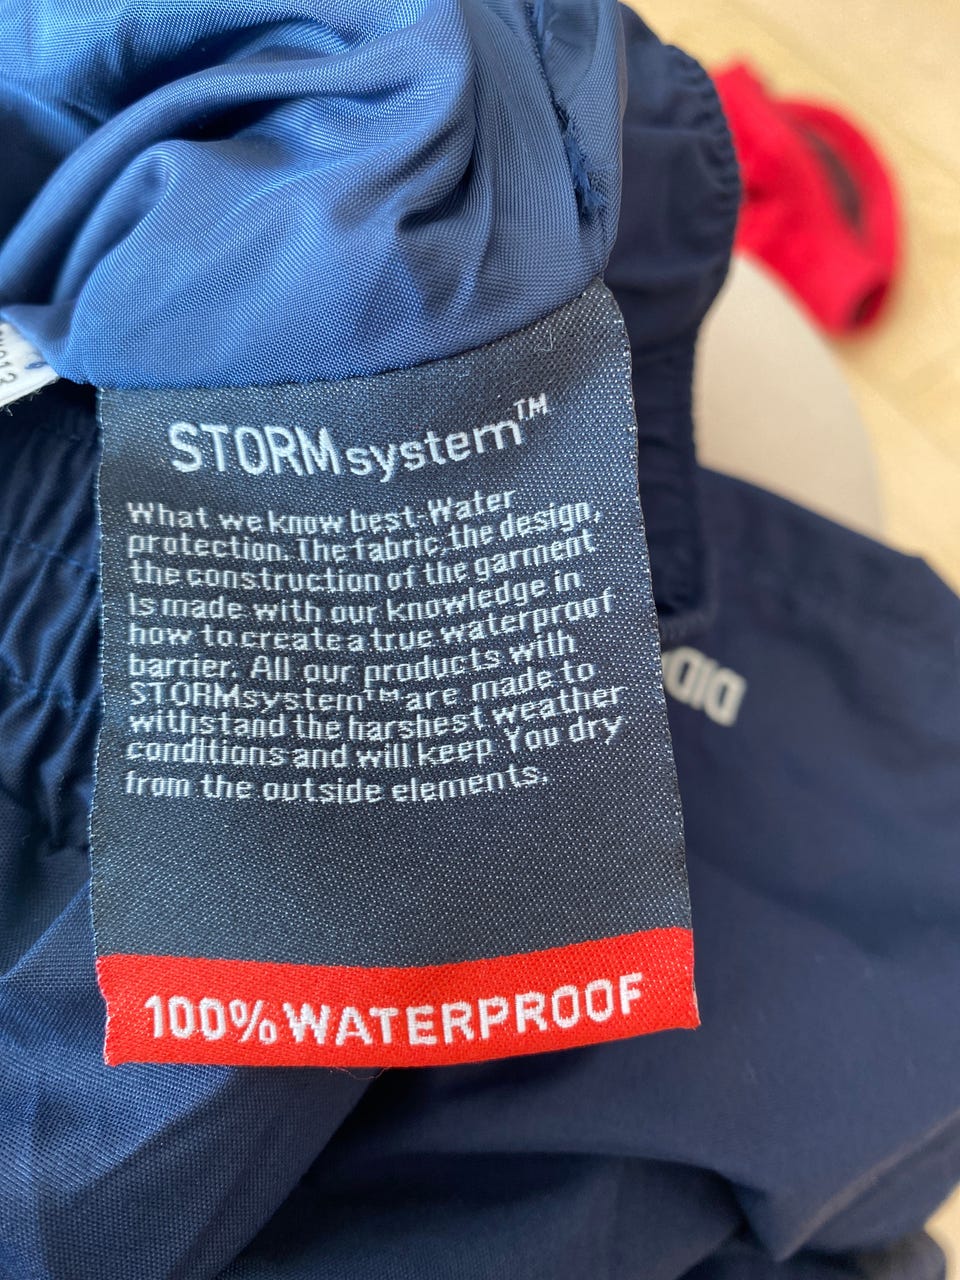 STORMsystem™
What we know best-Water
protection. The fabric, the design,
the construction of the garment
is made with our knowledge in
how to create a true waterproof
barrier. All our products with
STORMsystem™ are made to
withstand the harshest weather
conditions and will keep You dry
from the outside elements.
100% WATERPROOF